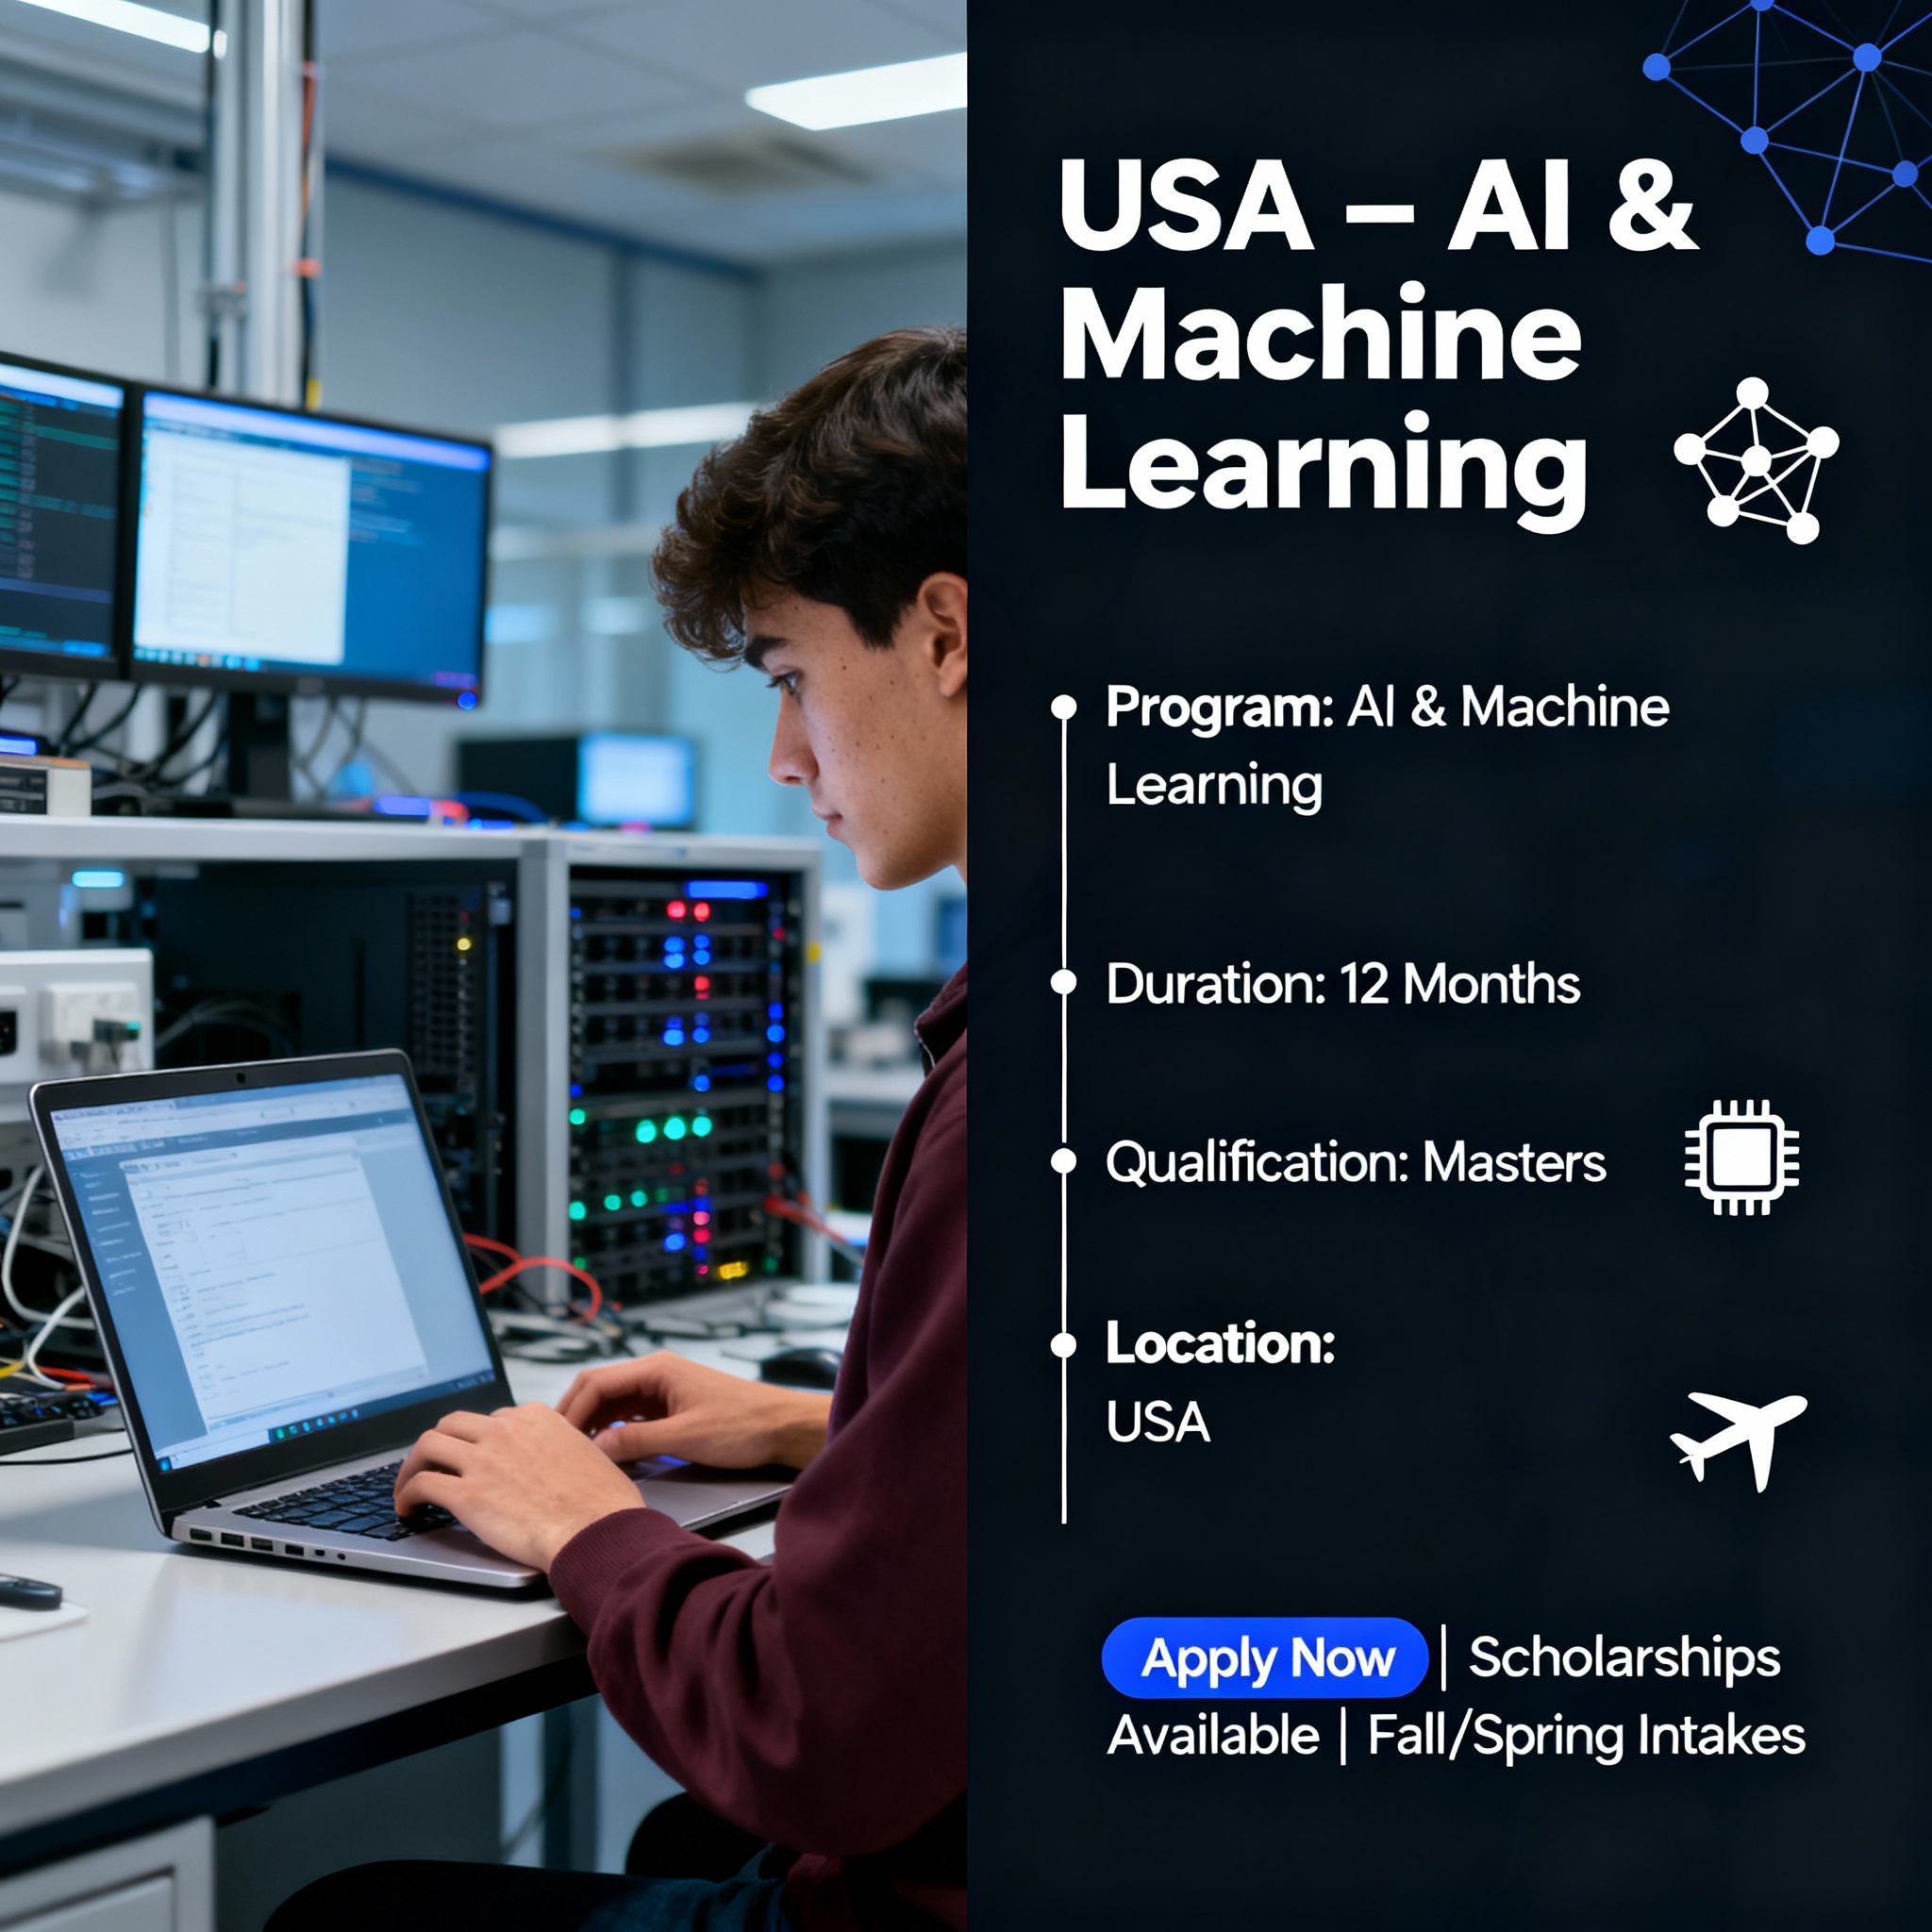 USA – AI &
Machine
Learning
Program: AI & Machine
Learning
Duration: 12 Months
Qualification: Masters
Location:
USA
Apply Now | Scholarships
Available | Fall/Spring Intakes